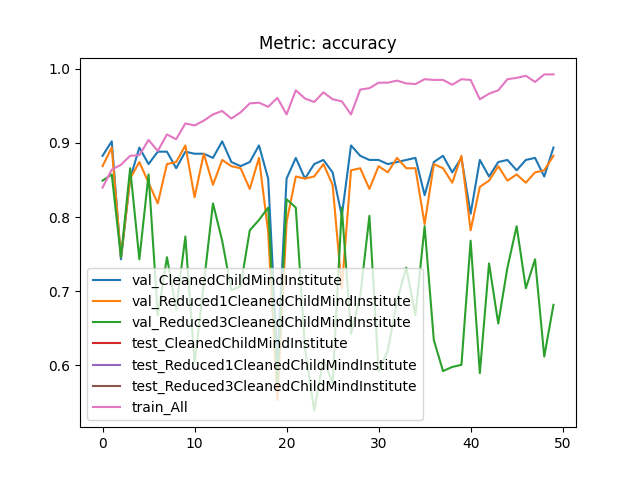 Metric: accuracy
1.0
0.9
0.8
0.7
0.6
val_CleanedChildMindInstitute
val_Reduced1CleanedChildMindInstitute
val_Reduced3CleanedChildMindInstitute
test_CleanedChildMindInstitute
test_Reduced1CleanedChildMindInstitute
test_Reduced3CleanedChildMindInstitute
train_All
0 10 20 30 40 50